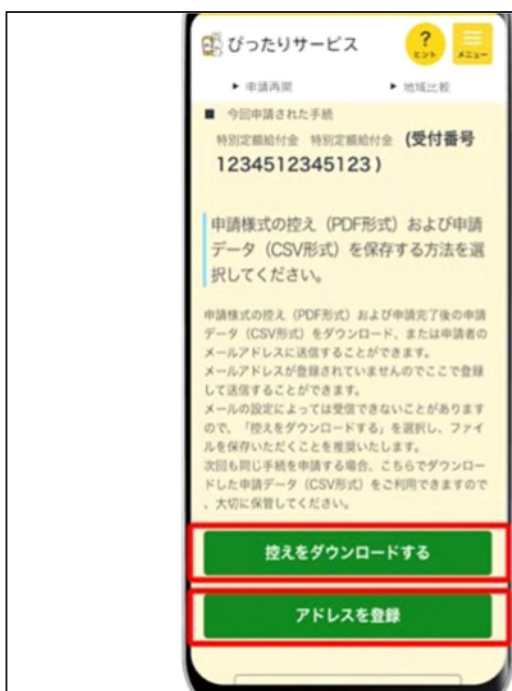 ぴったりサービス
?
ヒント
メニュー
▶ 申請再開
▶ 地域比較
■ 今回申請された手続
特別定額給付金 特別定額給付金 (受付番号
1234512345123)
申請様式の控え(PDF形式)および申請
データ(CSV形式)を保存する方法を選
択してください。
申請様式の控え(PDF形式)および申請完了後の申請
データ(CSV形式)をダウンロード、または申請者の
メールアドレスに送信することができます。
メールアドレスが登録されていませんのでここで登録
して送信することができます。
メールの設定によっては受信できないことがあります
ので、「控えをダウンロードする」を選択し、ファイ
ルを保存いただくことを推奨いたします。
次回も同じ手続を申請する場合、こちらでダウンロー
ドした申請データ(CSV形式)をご利用できますので
、大切に保管してください。
控えをダウンロードする
アドレスを登録